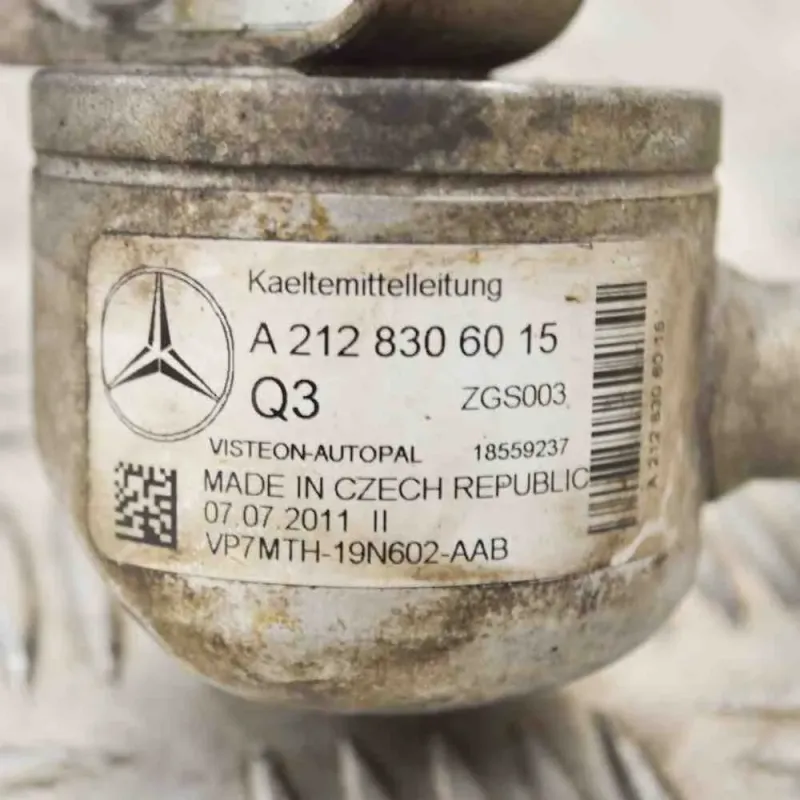 Kaeltemittelleitung
A 212 830 60 15
Q3 ZGS003
VISTEON-AUTOPAL 18559237
MADE IN CZECH REPUBLIC
07.07.2011 II
VP7MTH-19N602-AAB
A 212 830 60 15